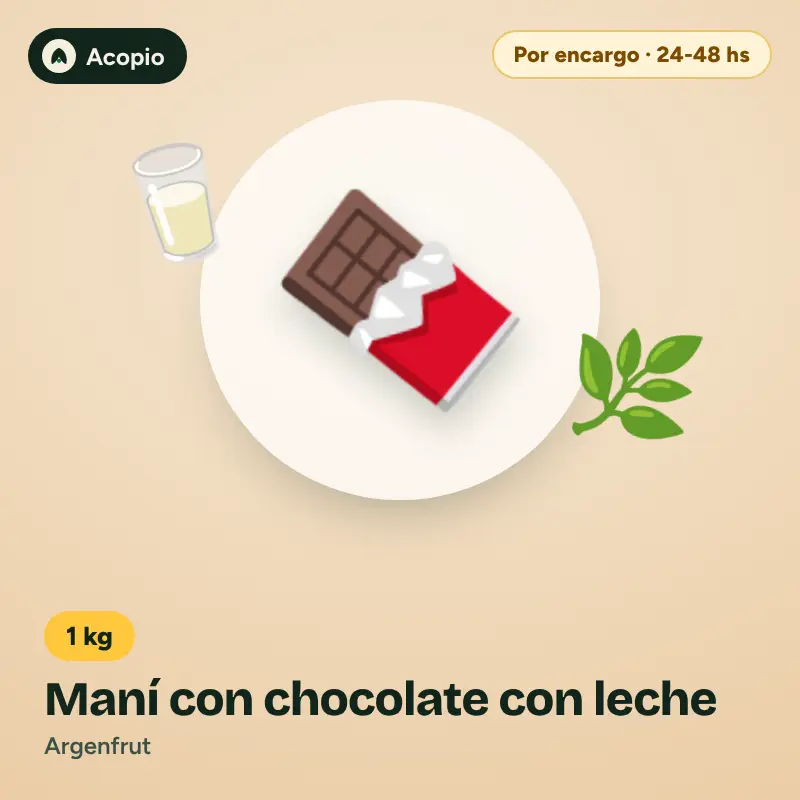 Acopio
Por encargo · 24-48 hs
1 kg
Maní con chocolate con leche
Argenfrut